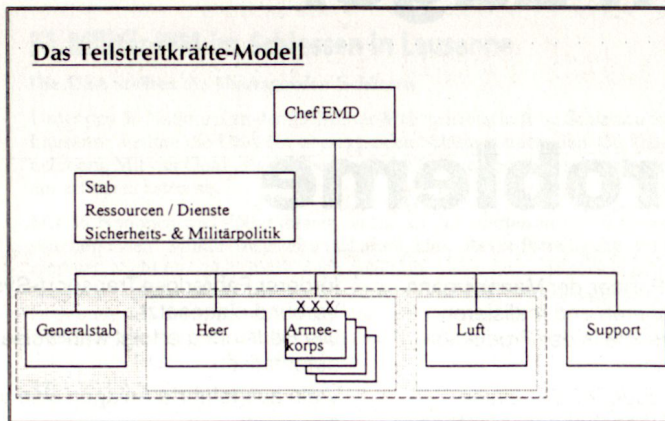 Das Teilstreitkräfte-Modell
Chef EMD
Stab
Ressourcen / Dienste
Sicherheits- & Militärpolitik
X X X
Generalstab
Heer
Armee-
korps
Luft
Support